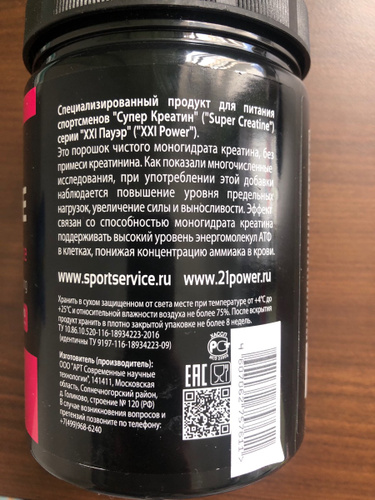 Специализированный продукт для питания
спортсменов "Супер Креатин" ("Super Creatine")
серии "XXI Пауэр" ("XXI Power").
Это порошок чистого моногидрата креатина, без
примеси креатинина. Как показали многочисленные
исследования, при употреблении этой добавки
наблюдается повышение уровня предельных
нагрузок, увеличение силы и выносливости. Эффект
связан со способностью моногидрата креатина
поддерживать высокий уровень энергомолекул АТФ
в клетках, понижая концентрацию аммиака в крови.
www.sportservice.ru www.21power.ru
Хранить в сухом защищенном от света месте при температуре от +4°С до
+25°С и относительной влажности воздуха не более 75%. После вскрытия
продукт хранить в плотно закрытой упаковке не более 8 недель.
ТУ 10.86.10.520-116-18934223-2016
(идентичны ТУ 9197-116-18934223-09)
Изготовитель (производитель):
ООО "АРТ Современные научные
технологии", 141411, Московская
область, Солнечногорский район,
д.Голиково, строение № 120 (РФ)
В случае возникновения вопросов и
претензий позвонить по телефону:
+7(499)968-6240
ЕАС